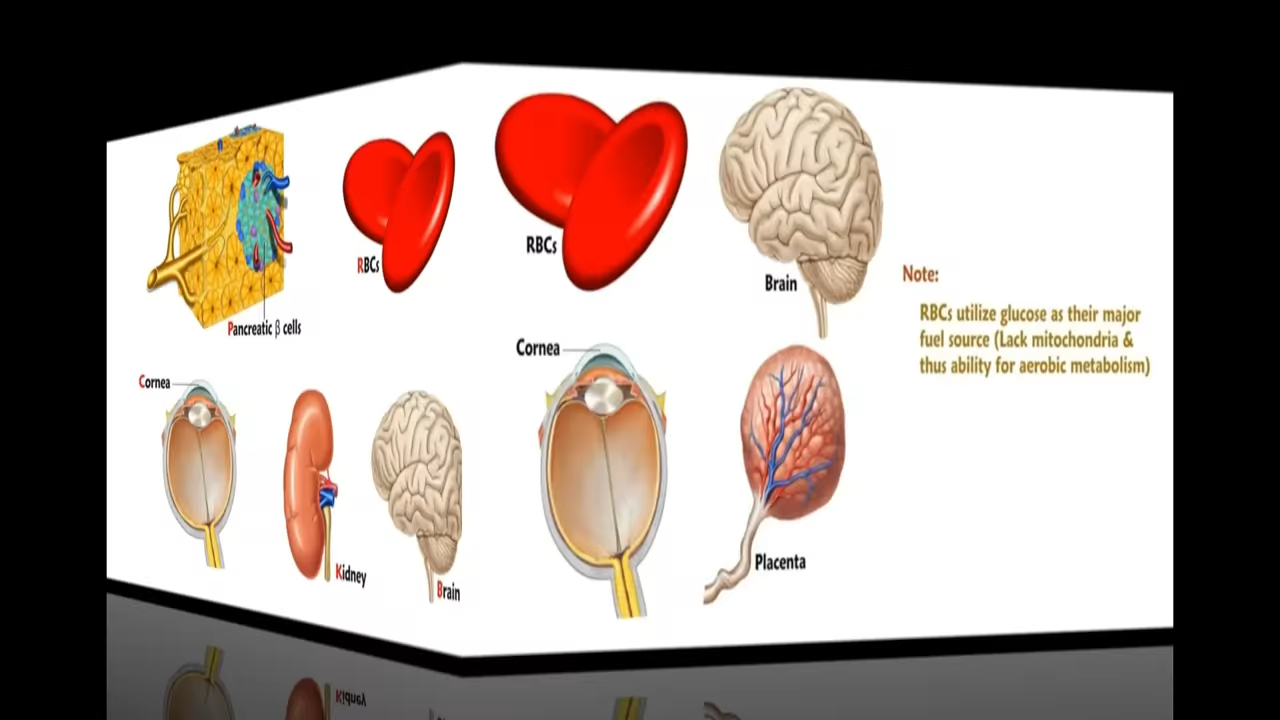 Pancreatic β cells
RBCs
Cornea
Kidney
Brain
RBCs
Brain
Cornea
Placenta
Note:
RBCs utilize glucose as their major
fuel source (Lack mitochondria &
thus ability for aerobic metabolism)
Kidney